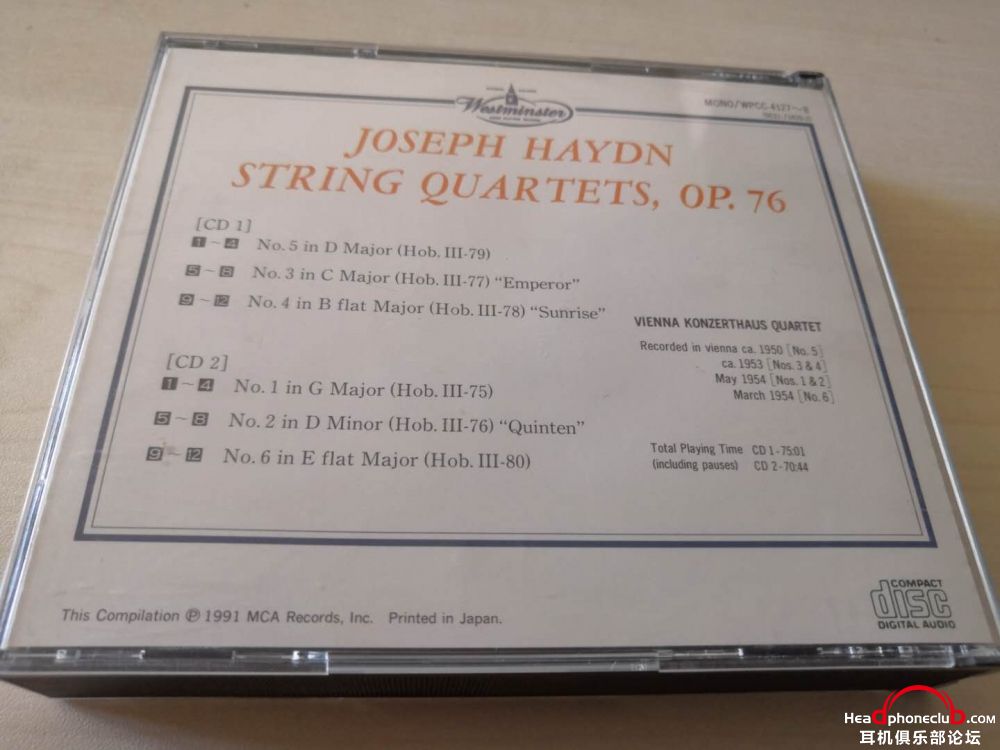 Westminster
MONO/WPCC-4127~8
JOSEPH HAYDN
STRING QUARTETS, OP. 76
[CD 1]
1~4 No. 5 in D Major (Hob. III-79)
5~8 No. 3 in C Major (Hob. III-77) “Emperor”
9~12 No. 4 in B flat Major (Hob. III-78) “Sunrise”
[CD 2]
1~4 No. 1 in G Major (Hob. III-75)
5~8 No. 2 in D Minor (Hob. III-76) “Quinten”
9~12 No. 6 in E flat Major (Hob. III-80)
VIENNA KONZERTHAUS QUARTET
Recorded in vienna ca. 1950 [No. 5]
ca. 1953 [Nos. 3 & 4]
May 1954 [Nos. 1 & 2]
March 1954 [No. 6]
Total Playing Time CD 1-75:01
(including pauses) CD 2-70:44
This Compilation ℗ 1991 MCA Records, Inc. Printed in Japan.
COMPACT
disc
DIGITAL AUDIO
Headphoneclub.com
耳机俱乐部论坛